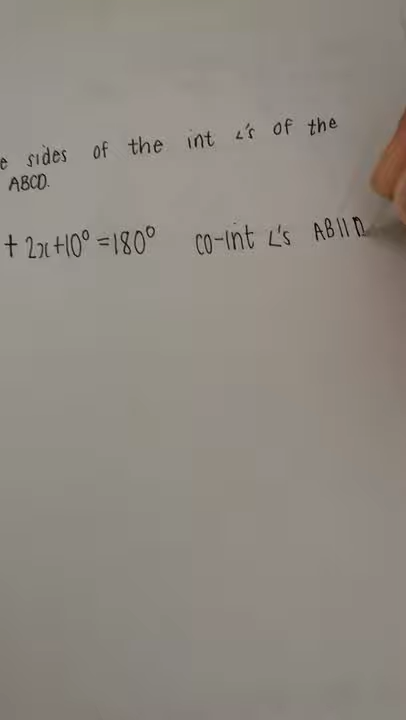 e sides of the int ∠'s of the
ABCD.
+ 2x+10° =180° co-int ∠'s AB||D